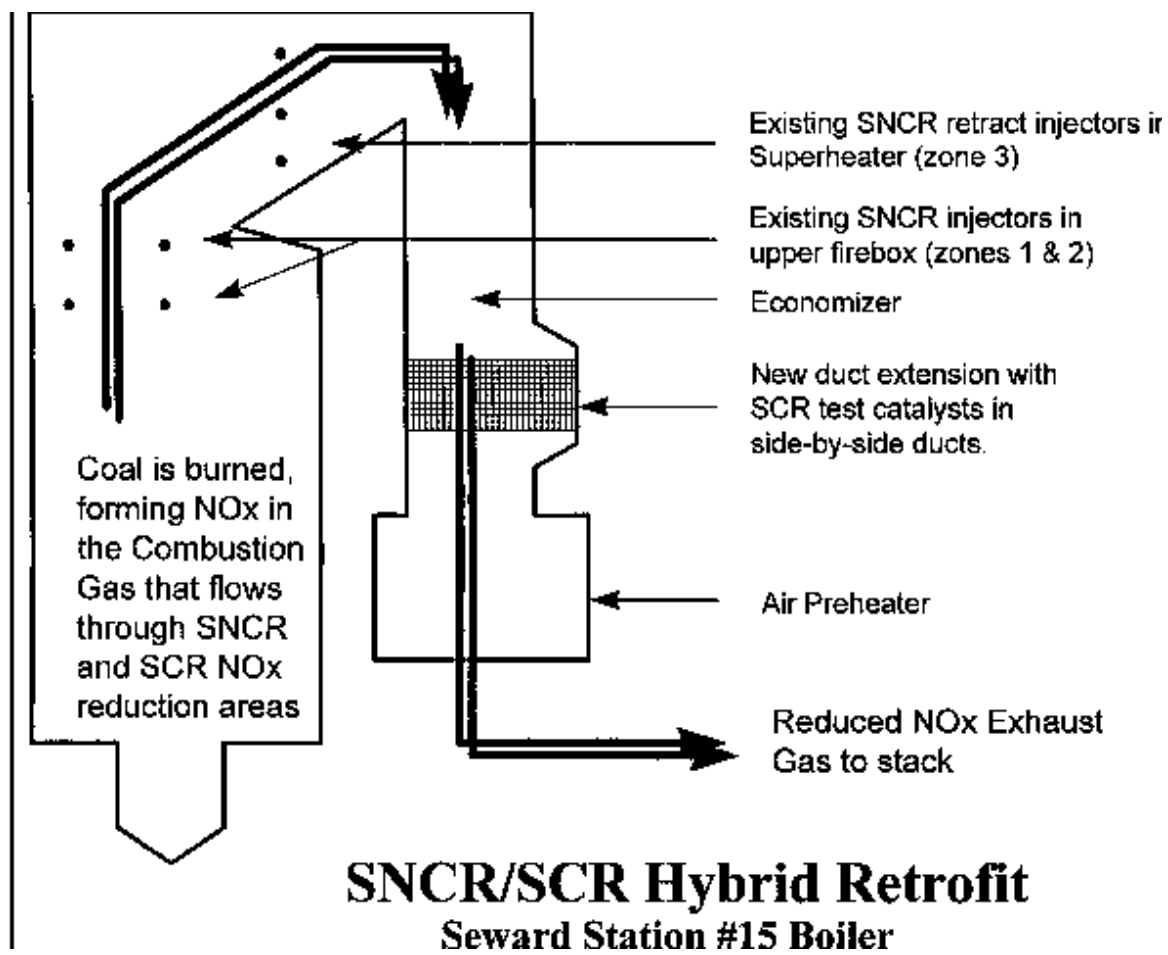 Existing SNCR retract injectors in
Superheater (zone 3)
Existing SNCR injectors in
upper firebox (zones 1 & 2)
Economizer
New duct extension with
SCR test catalysts in
side-by-side ducts.
Coal is burned,
forming NOx in
the Combustion
Gas that flows
through SNCR
and SCR NOx
reduction areas
Air Preheater
Reduced NOx Exhaust
Gas to stack
SNCR/SCR Hybrid Retrofit
Seward Station #15 Boiler